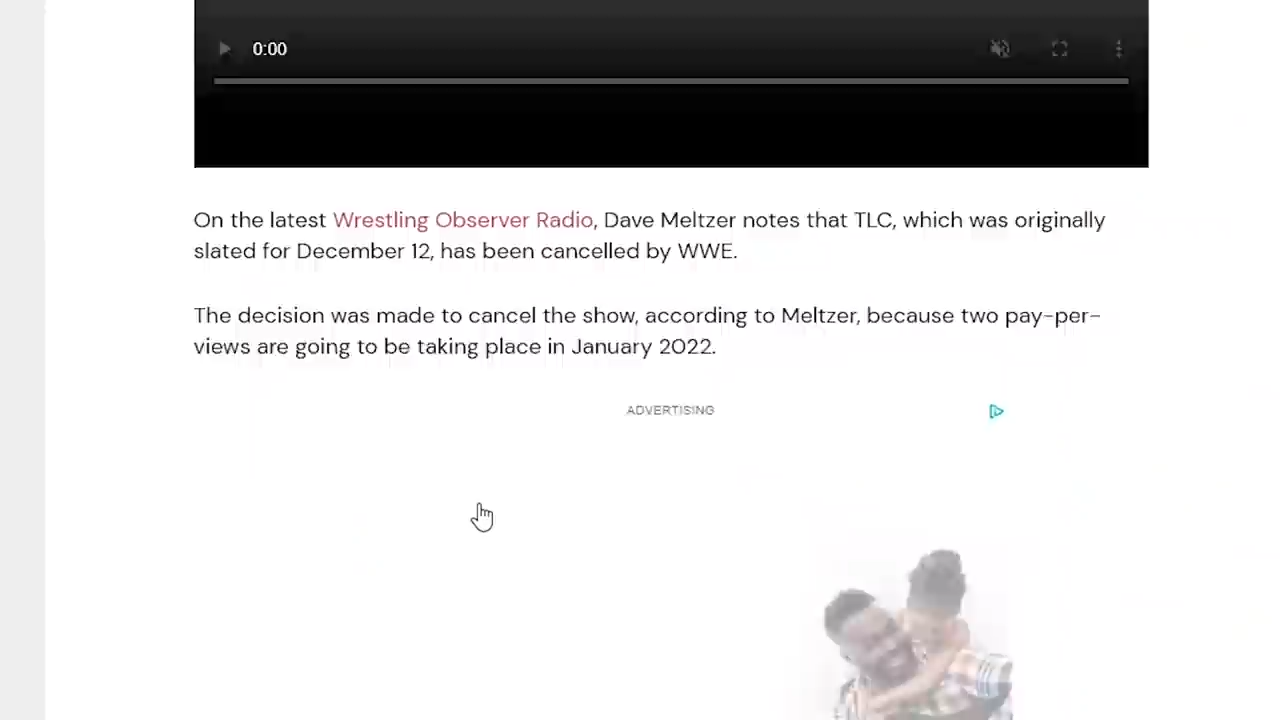 0:00
On the latest Wrestling Observer Radio, Dave Meltzer notes that TLC, which was originally
slated for December 12, has been cancelled by WWE.
The decision was made to cancel the show, according to Meltzer, because two pay-per-
views are going to be taking place in January 2022.
ADVERTISING